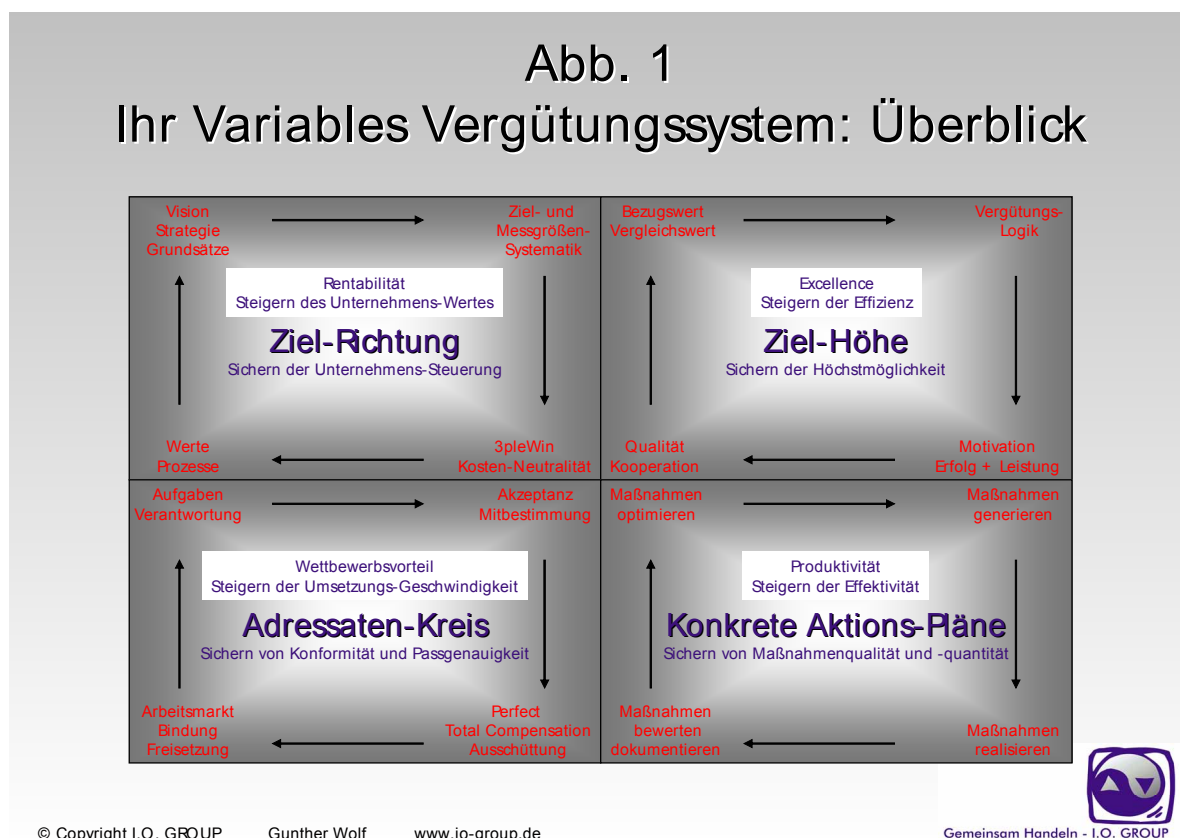 Abb. 1
Ihr Variables Vergütungssystem: Überblick
Vision
Strategie
Grundsätze
Ziel- und
Messgrößen-
Systematik
Rentabilität
Steigern des Unternehmens-Wertes
Ziel-Richtung
Sichern der Unternehmens-Steuerung
Werte
Prozesse
3pleWin
Kosten-Neutralität
Bezugswert
Vergleichswert
Vergütungs-
Logik
Excellence
Steigern der Effizienz
Ziel-Höhe
Sichern der Höchstmöglichkeit
Qualität
Kooperation
Motivation
Erfolg + Leistung
Aufgaben
Verantwortung
Akzeptanz
Mitbestimmung
Wettbewerbsvorteil
Steigern der Umsetzungs-Geschwindigkeit
Adressaten-Kreis
Sichern von Konformität und Passgenauigkeit
Arbeitsmarkt
Bindung
Freisetzung
Perfect
Total Compensation
Ausschüttung
Maßnahmen
optimieren
Maßnahmen
generieren
Produktivität
Steigern der Effektivität
Konkrete Aktions-Pläne
Sichern von Maßnahmenqualität und -quantität
Maßnahmen
bewerten
dokumentieren
Maßnahmen
realisieren
© Copyright I.O. GROUP Gunther Wolf www.io-group.de
Gemeinsam Handeln - I.O. GROUP